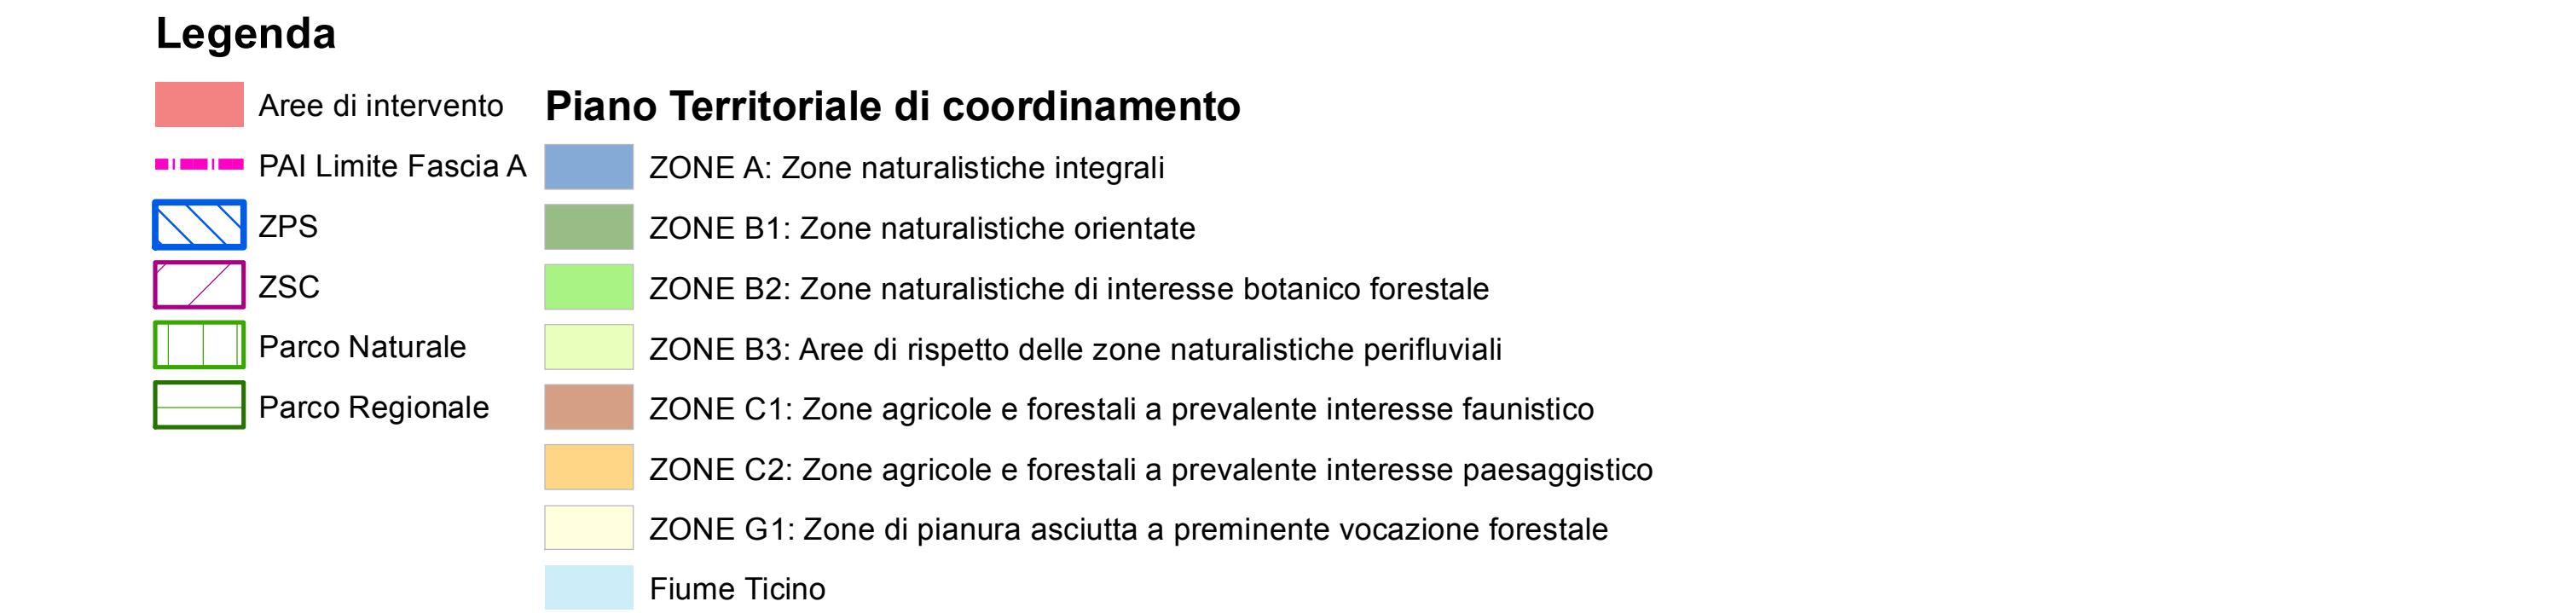 Legenda
Aree di intervento
PAI Limite Fascia A
ZPS
ZSC
Parco Naturale
Parco Regionale
Piano Territoriale di coordinamento
ZONE A: Zone naturalistiche integrali
ZONE B1: Zone naturalistiche orientate
ZONE B2: Zone naturalistiche di interesse botanico forestale
ZONE B3: Aree di rispetto delle zone naturalistiche perifluviali
ZONE C1: Zone agricole e forestali a prevalente interesse faunistico
ZONE C2: Zone agricole e forestali a prevalente interesse paesaggistico
ZONE G1: Zone di pianura asciutta a preminente vocazione forestale
Fiume Ticino